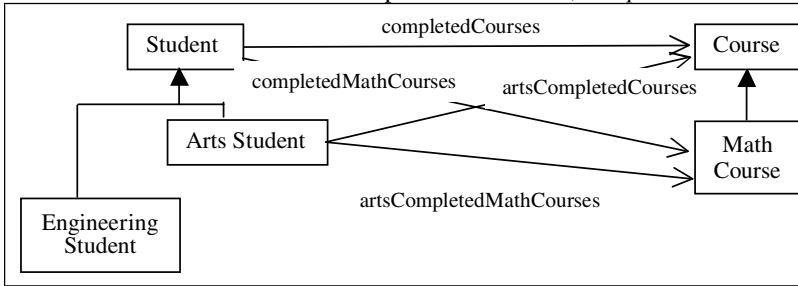 completedCourses
Student
Course
completedMathCourses
artsCompletedCourses
Arts Student
Math
Course
artsCompletedMathCourses
Engineering
Student